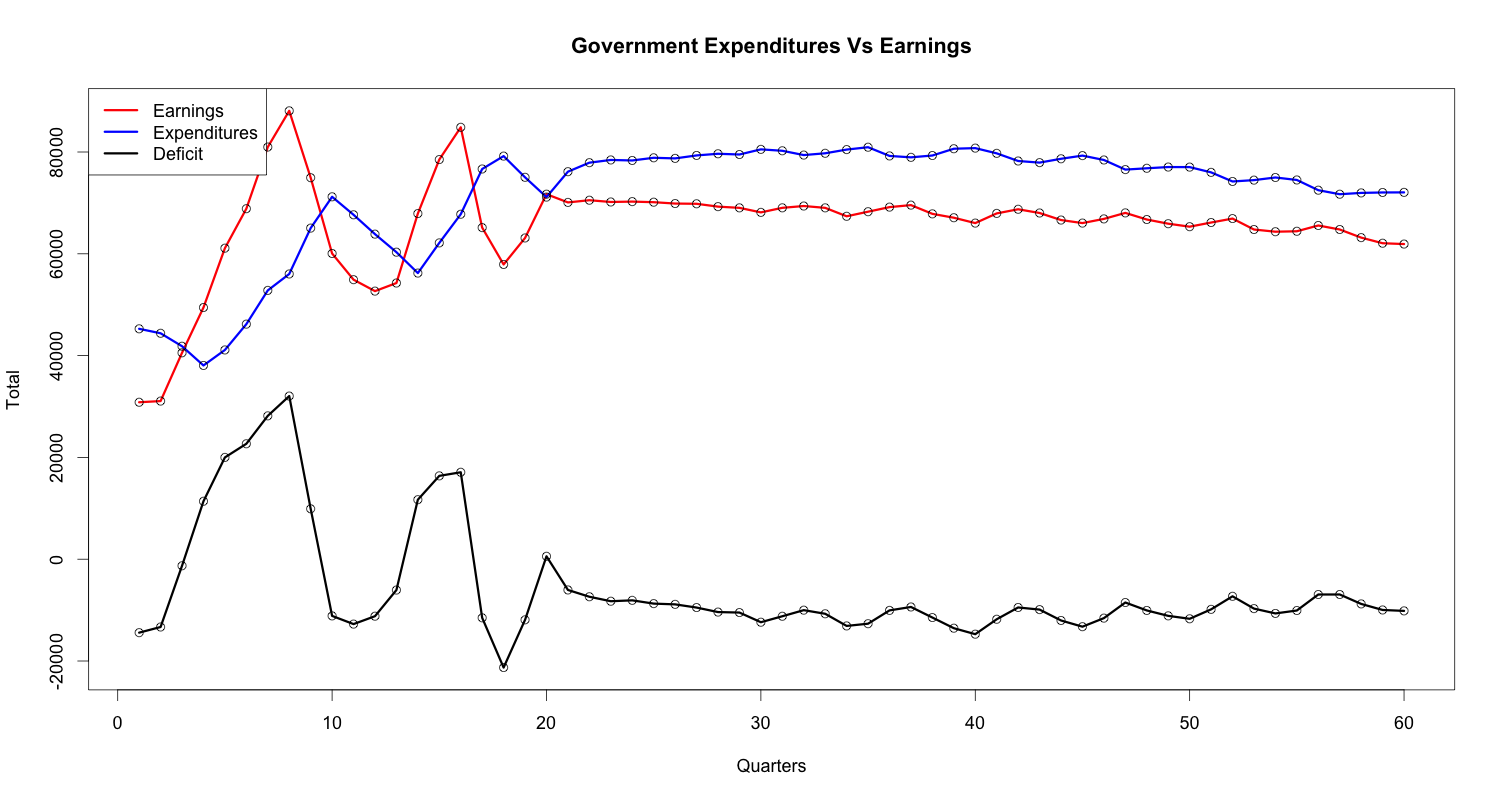 Government Expenditures Vs Earnings
Earnings
Expenditures
Deficit
Total
80000
60000
40000
20000
0
-20000
0 10 20 30 40 50 60
Quarters